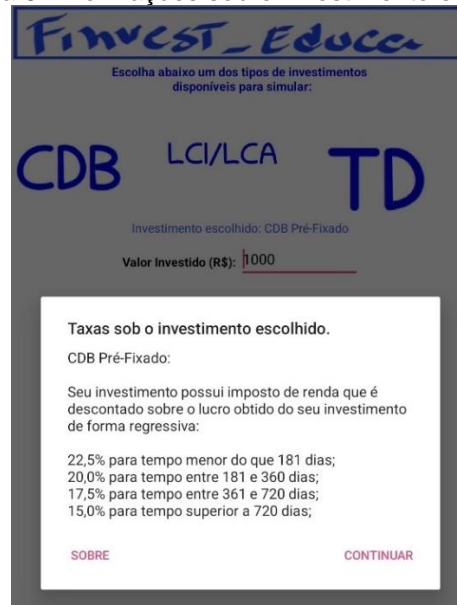 Finvest_Educa
Escolha abaixo um dos tipos de investimentos
disponíveis para simular:
CDB
LCI/LCA
TD
Investimento escolhido: CDB Pré-Fixado
Valor Investido (R$): 1000
Taxas sob o investimento escolhido.
CDB Pré-Fixado:
Seu investimento possui imposto de renda que é
descontado sobre o lucro obtido do seu investimento
de forma regressiva:
22,5% para tempo menor do que 181 dias;
20,0% para tempo entre 181 e 360 dias;
17,5% para tempo entre 361 e 720 dias;
15,0% para tempo superior a 720 dias;
SOBRE
CONTINUAR